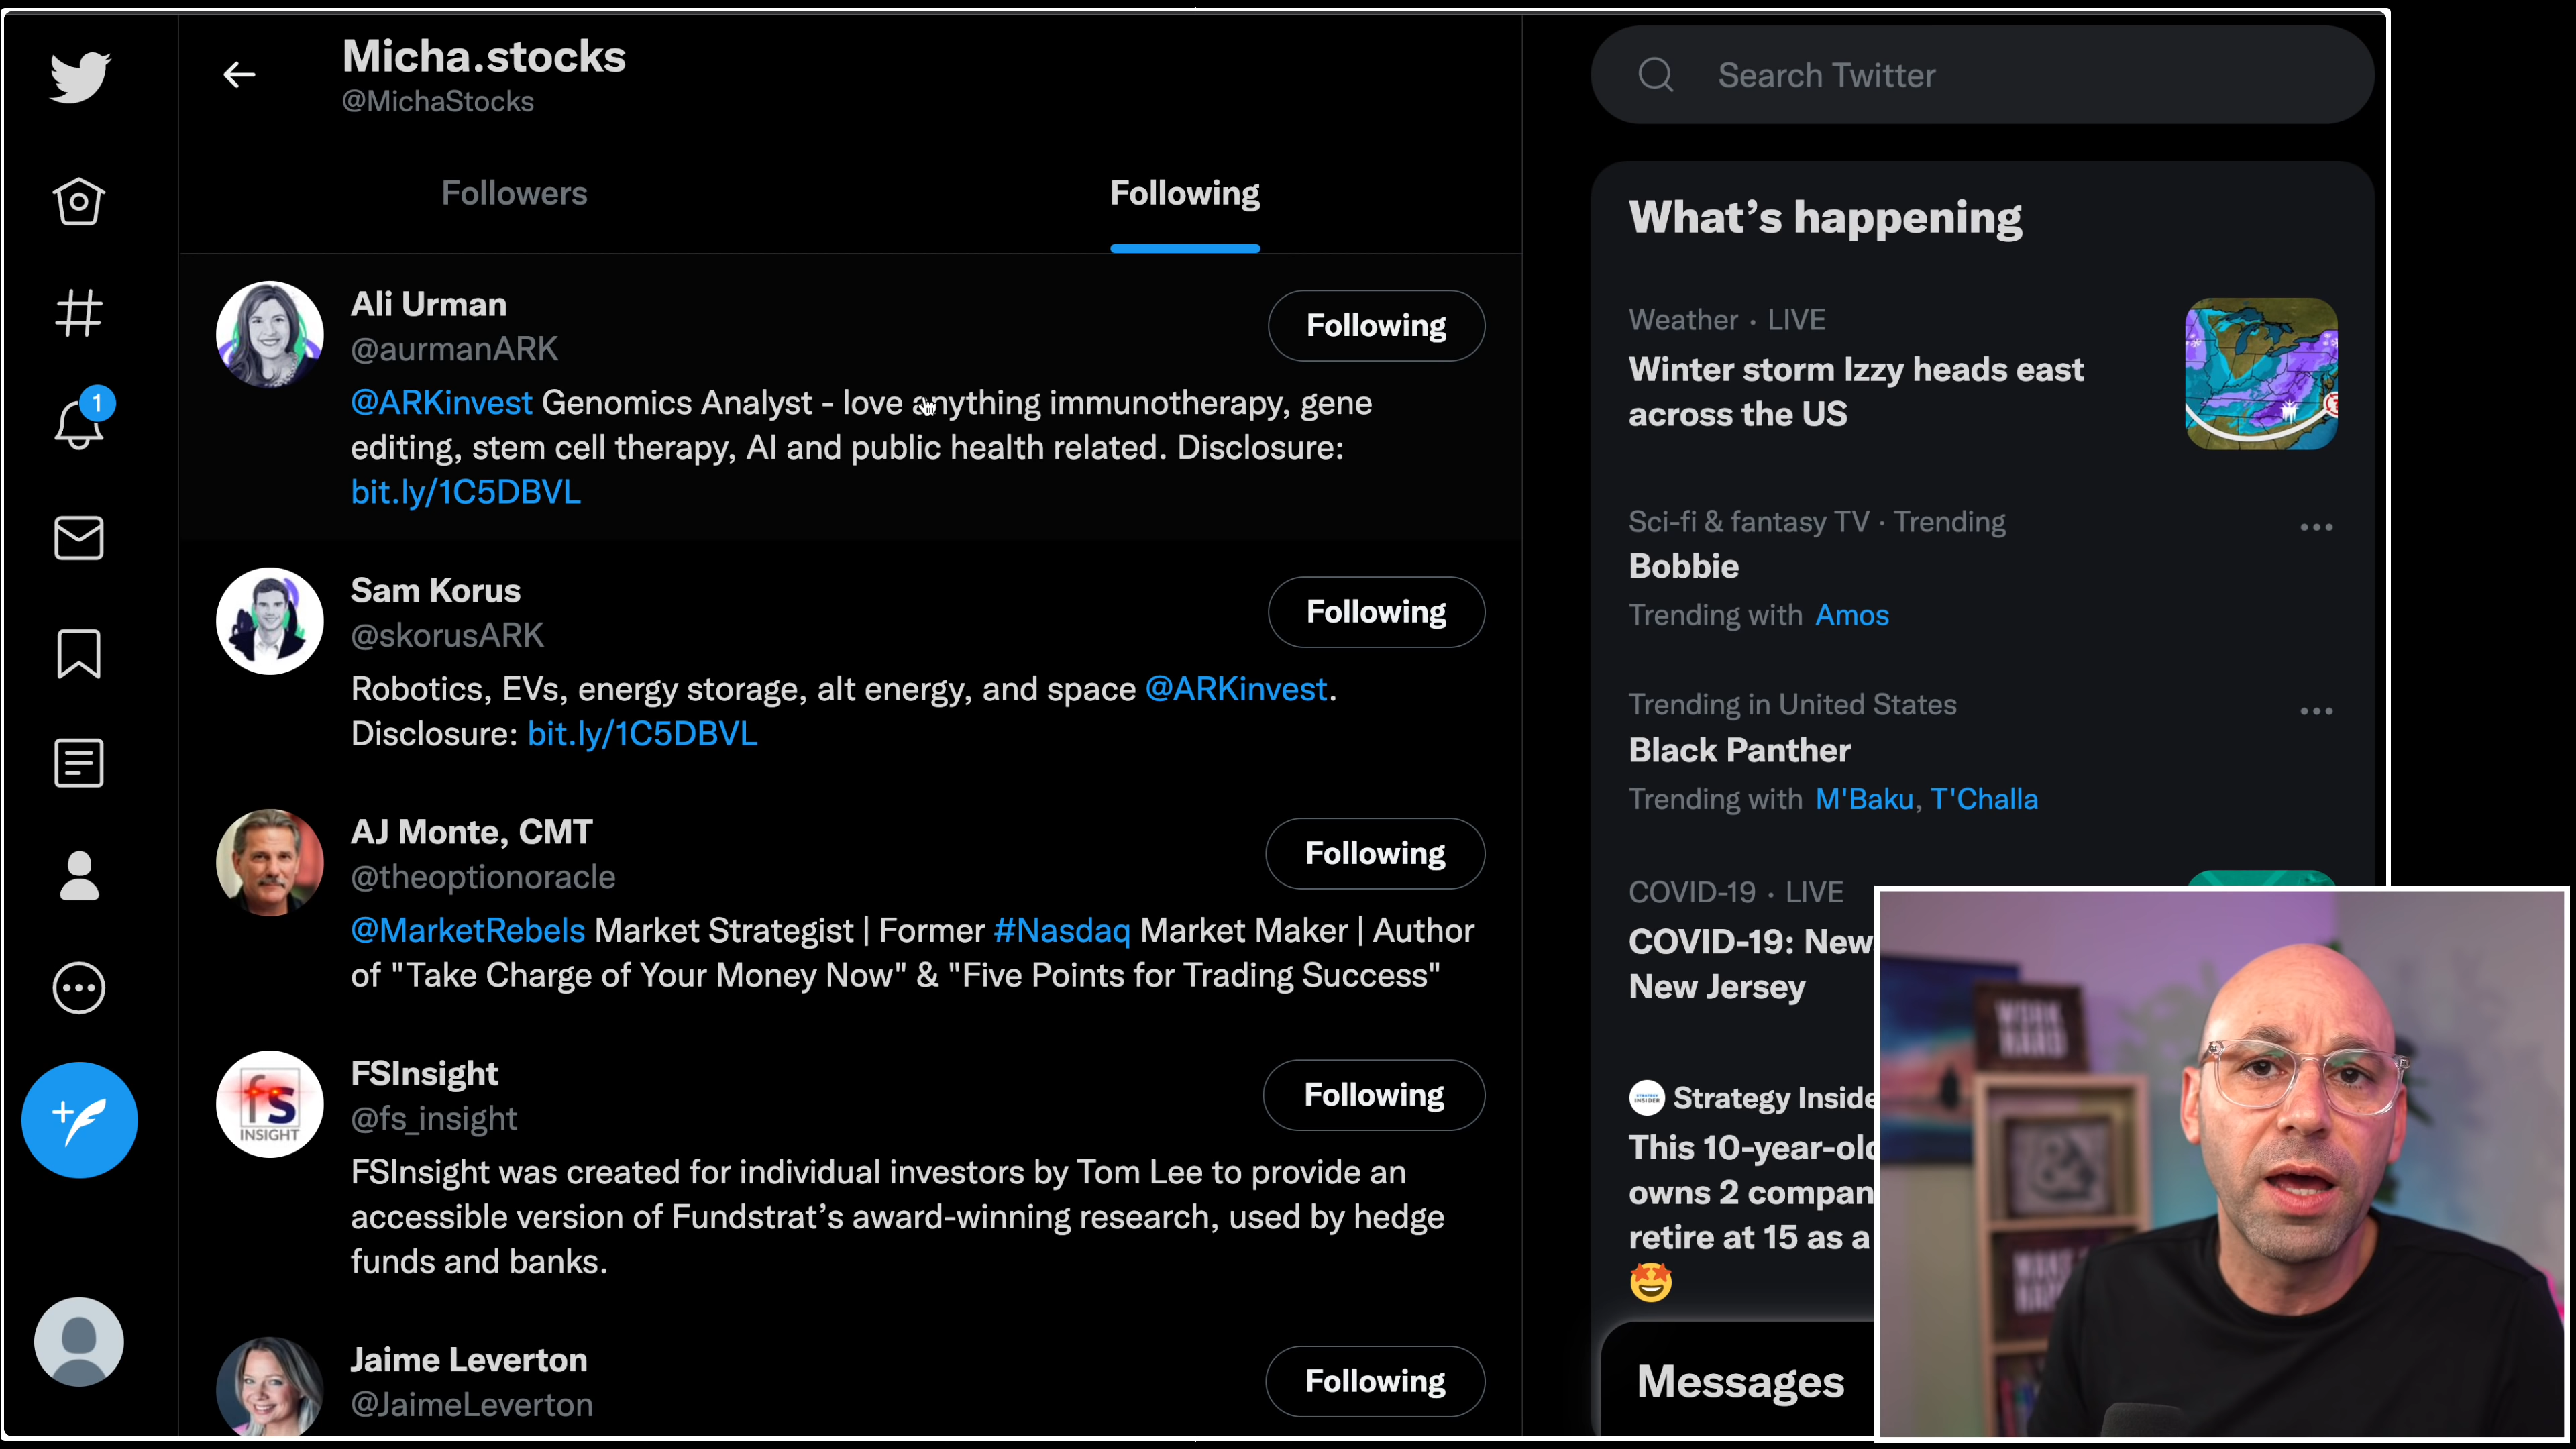 Micha.stocks
@MichaStocks
Followers
Following
Ali Urman
@aurmanARK
Following
@ARKinvest Genomics Analyst - love anything immunotherapy, gene
editing, stem cell therapy, AI and public health related. Disclosure:
bit.ly/1C5DBVL
Sam Korus
@skorusARK
Following
Robotics, EVs, energy storage, alt energy, and space @ARKinvest.
Disclosure: bit.ly/1C5DBVL
AJ Monte, CMT
@theoptionoracle
Following
@MarketRebels Market Strategist | Former #Nasdaq Market Maker | Author
of "Take Charge of Your Money Now" & "Five Points for Trading Success"
fs
INSIGHT
FSInsight
@fs_insight
Following
FSInsight was created for individual investors by Tom Lee to provide an
accessible version of Fundstrat’s award-winning research, used by hedge
funds and banks.
Jaime Leverton
@JaimeLeverton
Following
1
Search Twitter
What’s happening
Weather · LIVE
Winter storm Izzy heads east
across the US
Sci-fi & fantasy TV · Trending
Bobbie
Trending with Amos
Trending in United States
Black Panther
Trending with M'Baku, T'Challa
COVID-19 · LIVE
COVID-19: New
New Jersey
STRATEGY
INSIDER
Strategy Inside
This 10-year-old
owns 2 compan
retire at 15 as a
Messages
WORK
HARD